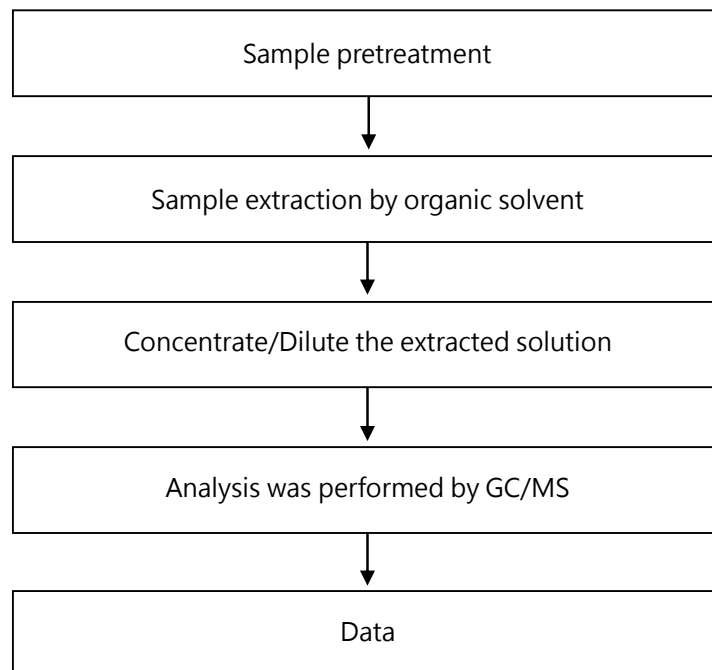 Sample pretreatment
Sample extraction by organic solvent
Concentrate/Dilute the extracted solution
Analysis was performed by GC/MS
Data